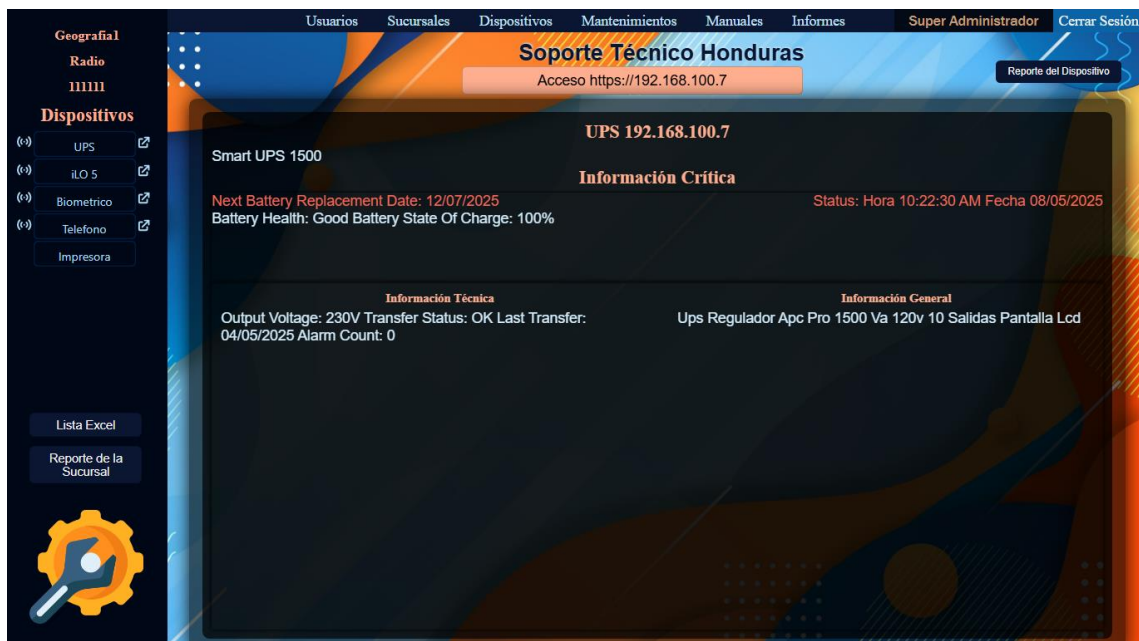 Usuarios Sucursales Dispositivos Mantenimientos Manuales Informes Super Administrador Cerrar Sesión
Geografia1
Radio
111111
Dispositivos
UPS
iLO 5
Biometrico
Telefono
Impresora
Lista Excel
Reporte de la
Sucursal
Soporte Técnico Honduras
Acceso https://192.168.100.7
Reporte del Dispositivo
UPS 192.168.100.7
Smart UPS 1500
Información Crítica
Next Battery Replacement Date: 12/07/2025
Status: Hora 10:22:30 AM Fecha 08/05/2025
Battery Health: Good Battery State Of Charge: 100%
Información Técnica
Output Voltage: 230V Transfer Status: OK Last Transfer:
04/05/2025 Alarm Count: 0
Información General
Ups Regulador Apc Pro 1500 Va 120v 10 Salidas Pantalla Lcd